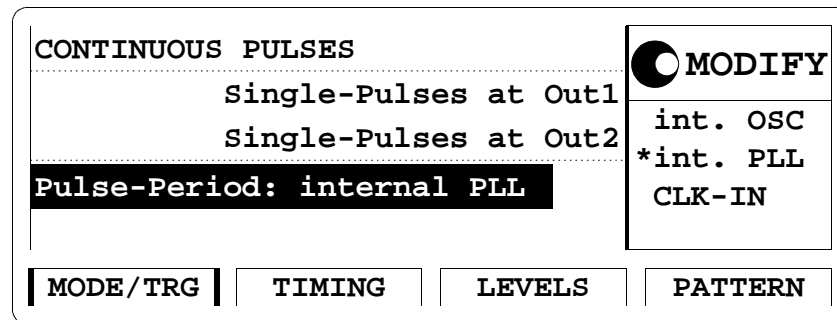 CONTINUOUS PULSES
Single-Pulses at Out1
Single-Pulses at Out2
Pulse-Period: internal PLL
MODIFY
int. OSC
*int. PLL
CLK-IN
MODE/TRG
TIMING
LEVELS
PATTERN